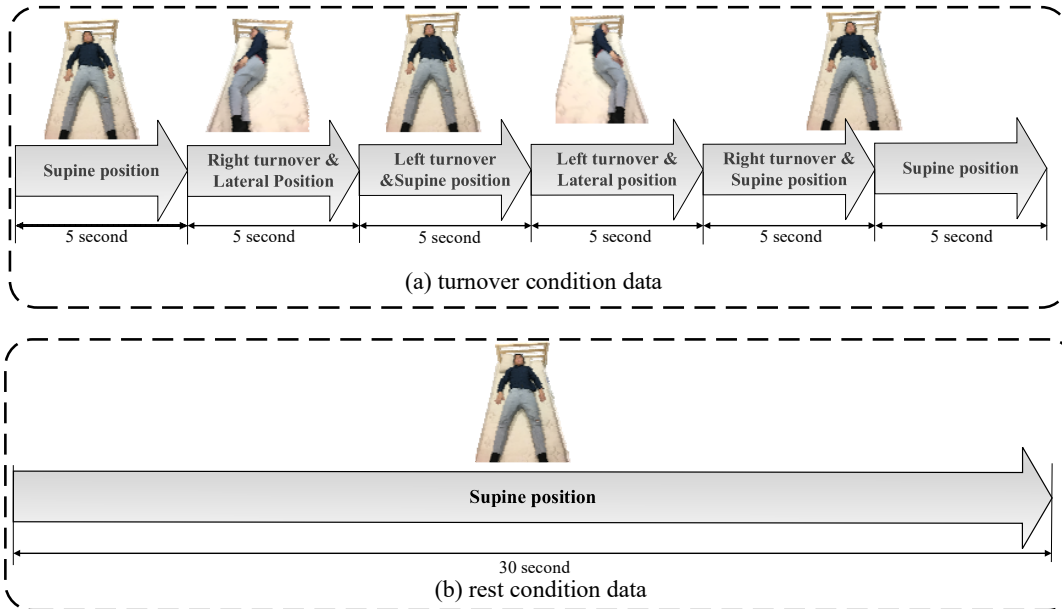 Supine position
Right turnover &
Lateral Position
Left turnover
&Supine position
Left turnover &
Lateral position
Right turnover &
Supine position
Supine position
5 second
5 second
5 second
5 second
5 second
5 second
(a) turnover condition data
Supine position
30 second
(b) rest condition data